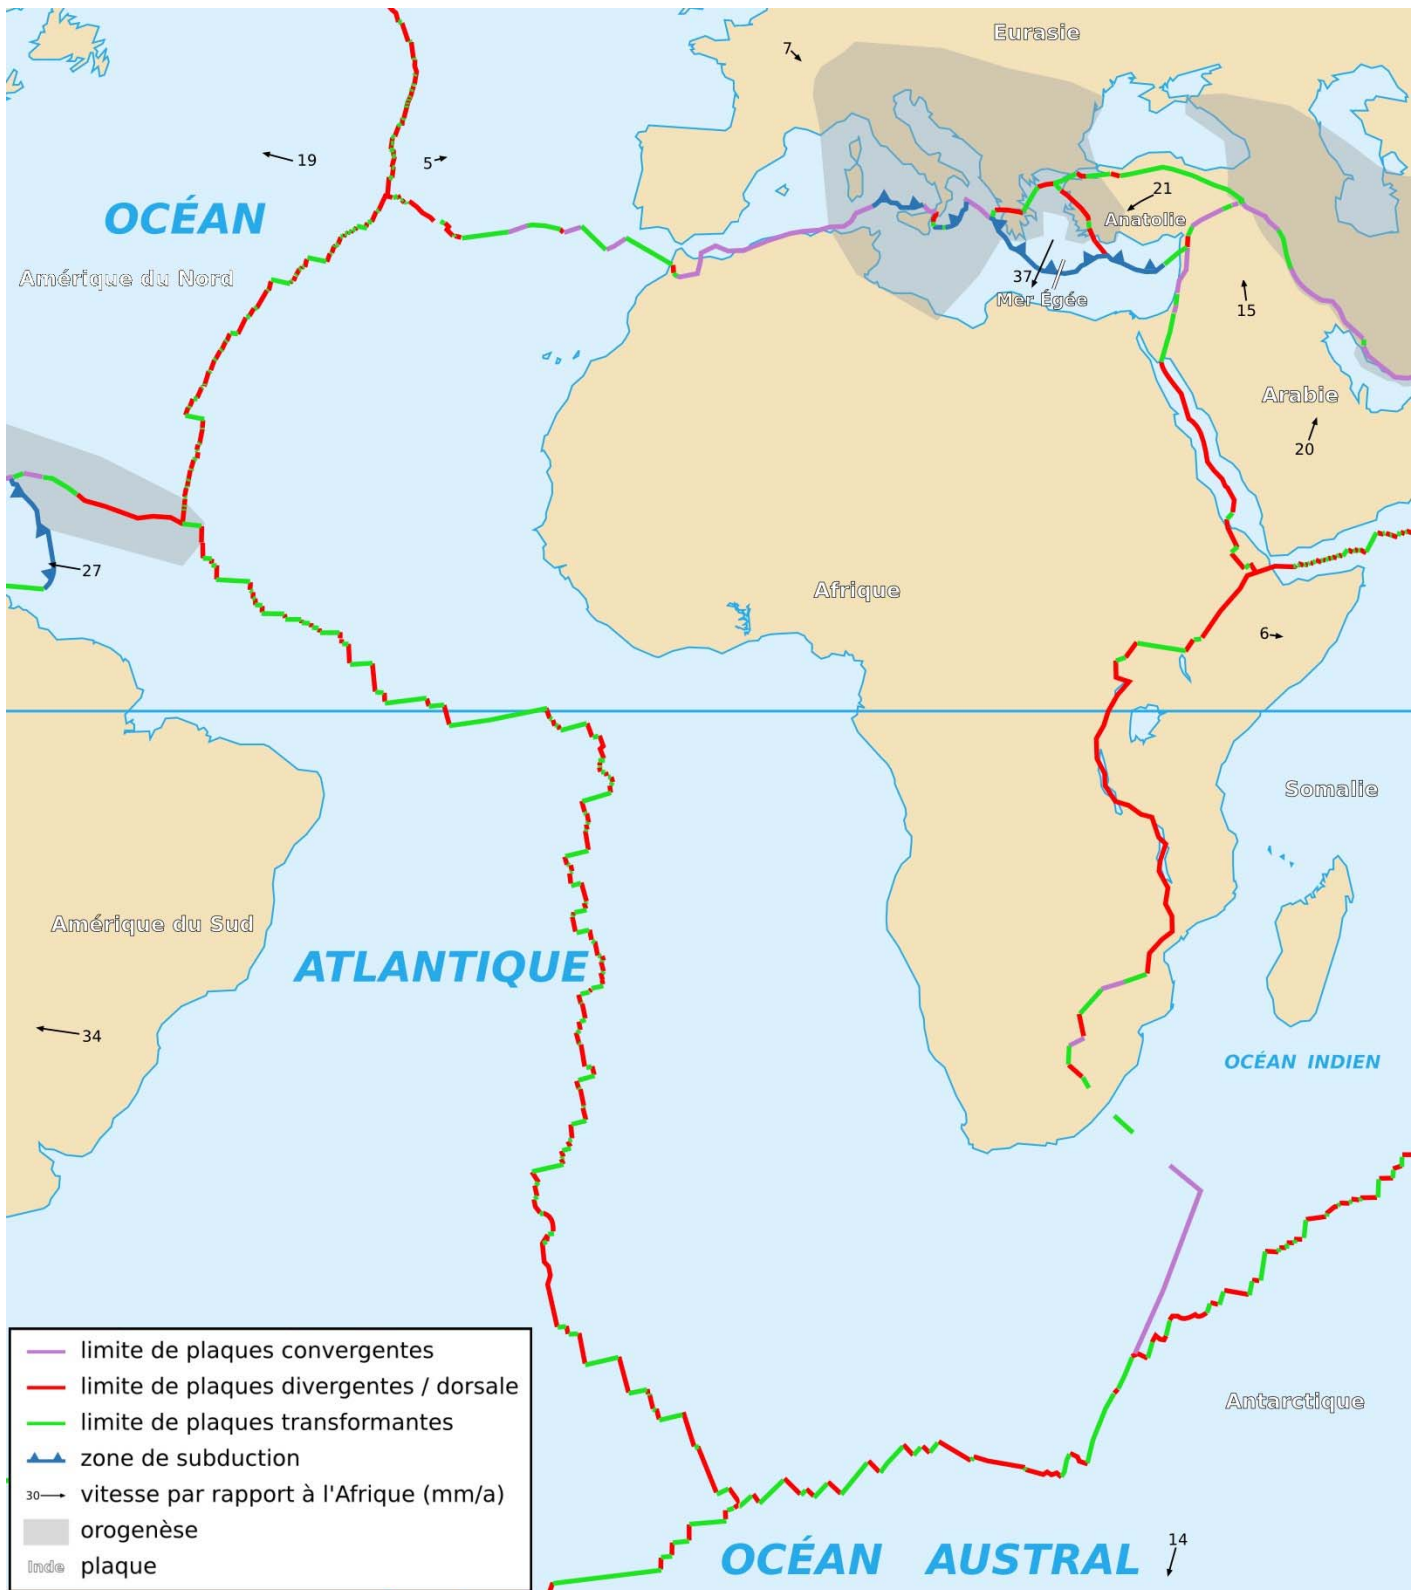 Eurasie
7
19
5
OCÉAN
21
Anatolie
Amérique du Nord
37
Mer Égée
15
Arabie
20
27
Afrique
6
Somalie
Amérique du Sud
ATLANTIQUE
34
OCÉAN INDIEN
Antarctique
limite de plaques convergentes
limite de plaques divergentes / dorsale
limite de plaques transformantes
zone de subduction
30 vitesse par rapport à l'Afrique (mm/a)
orogenèse
Inde plaque
14
OCÉAN AUSTRAL